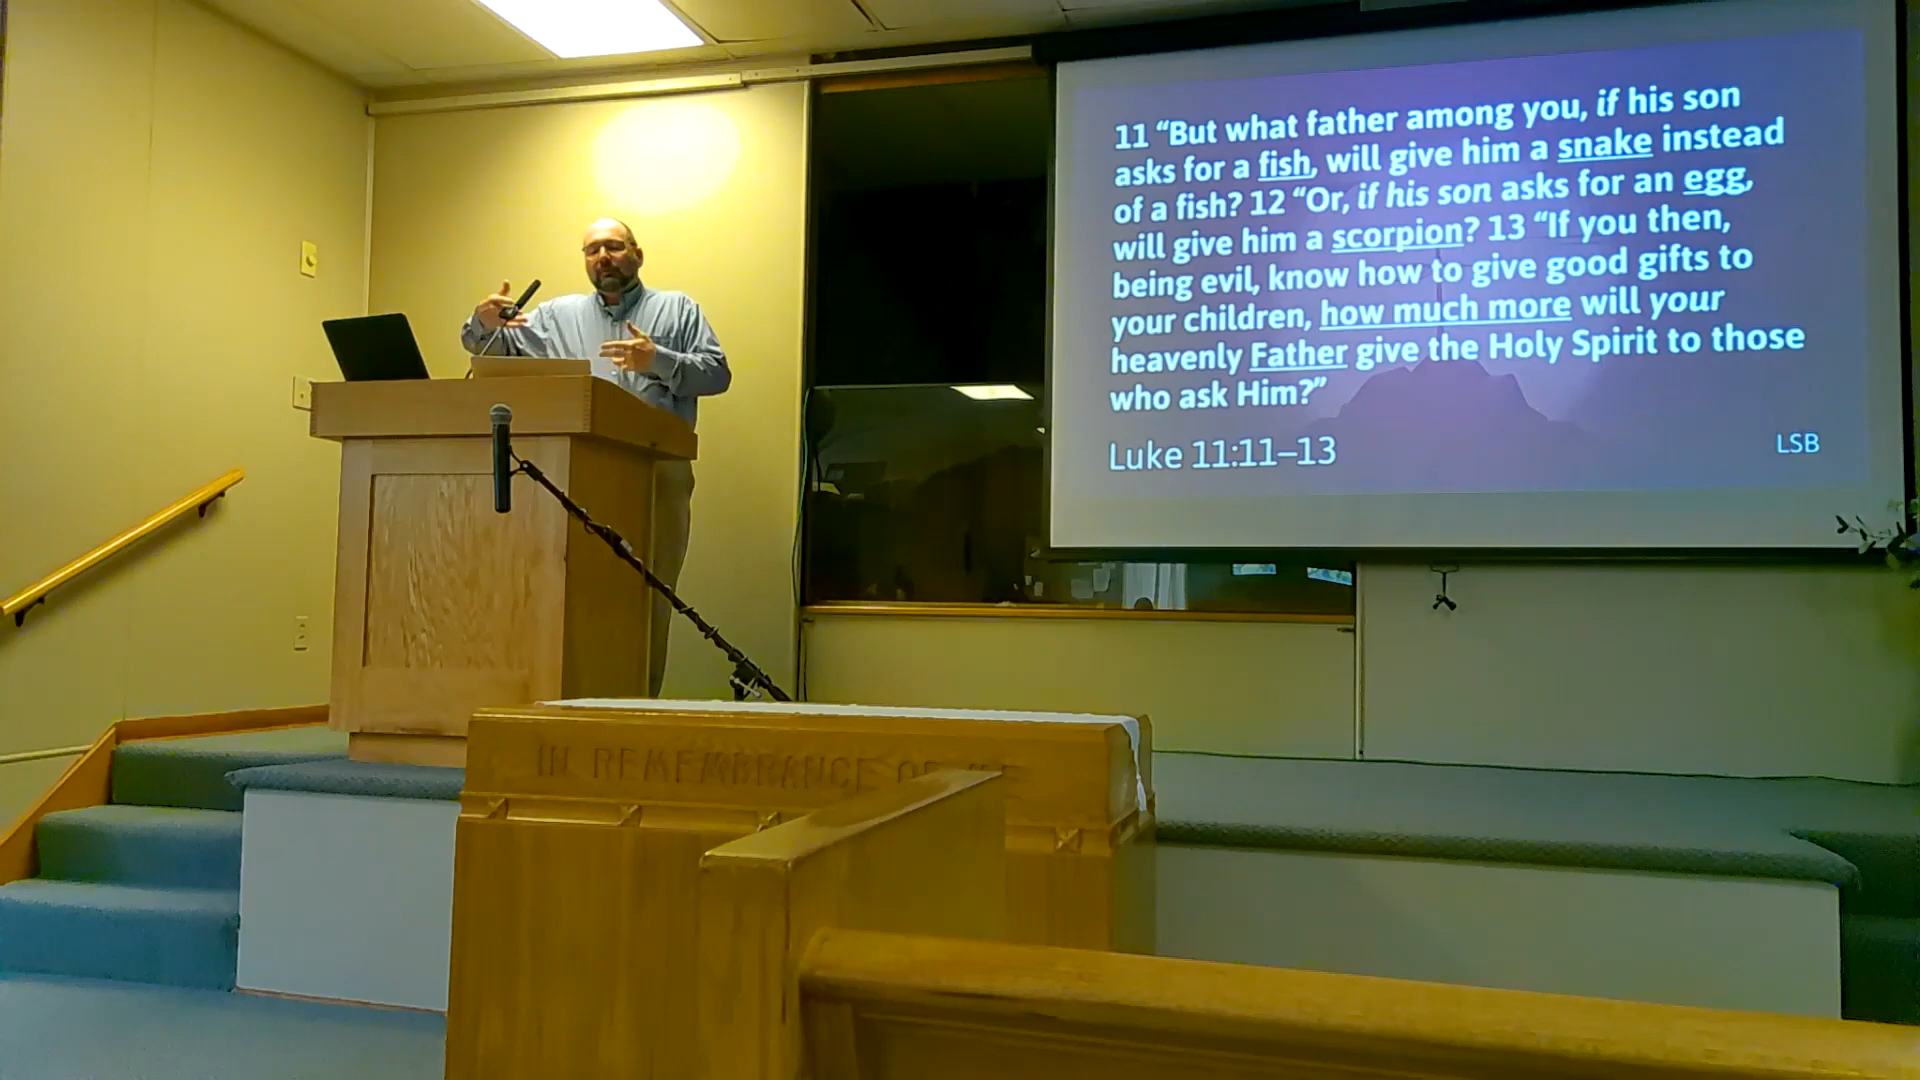 11 “But what father among you, if his son
asks for a fish, will give him a snake instead
of a fish? 12 “Or, if his son asks for an egg,
will give him a scorpion? 13 “If you then,
being evil, know how to give good gifts to
your children, how much more will your
heavenly Father give the Holy Spirit to those
who ask Him?”
Luke 11:11–13
LSB
IN REMEMBRANCE OF ME